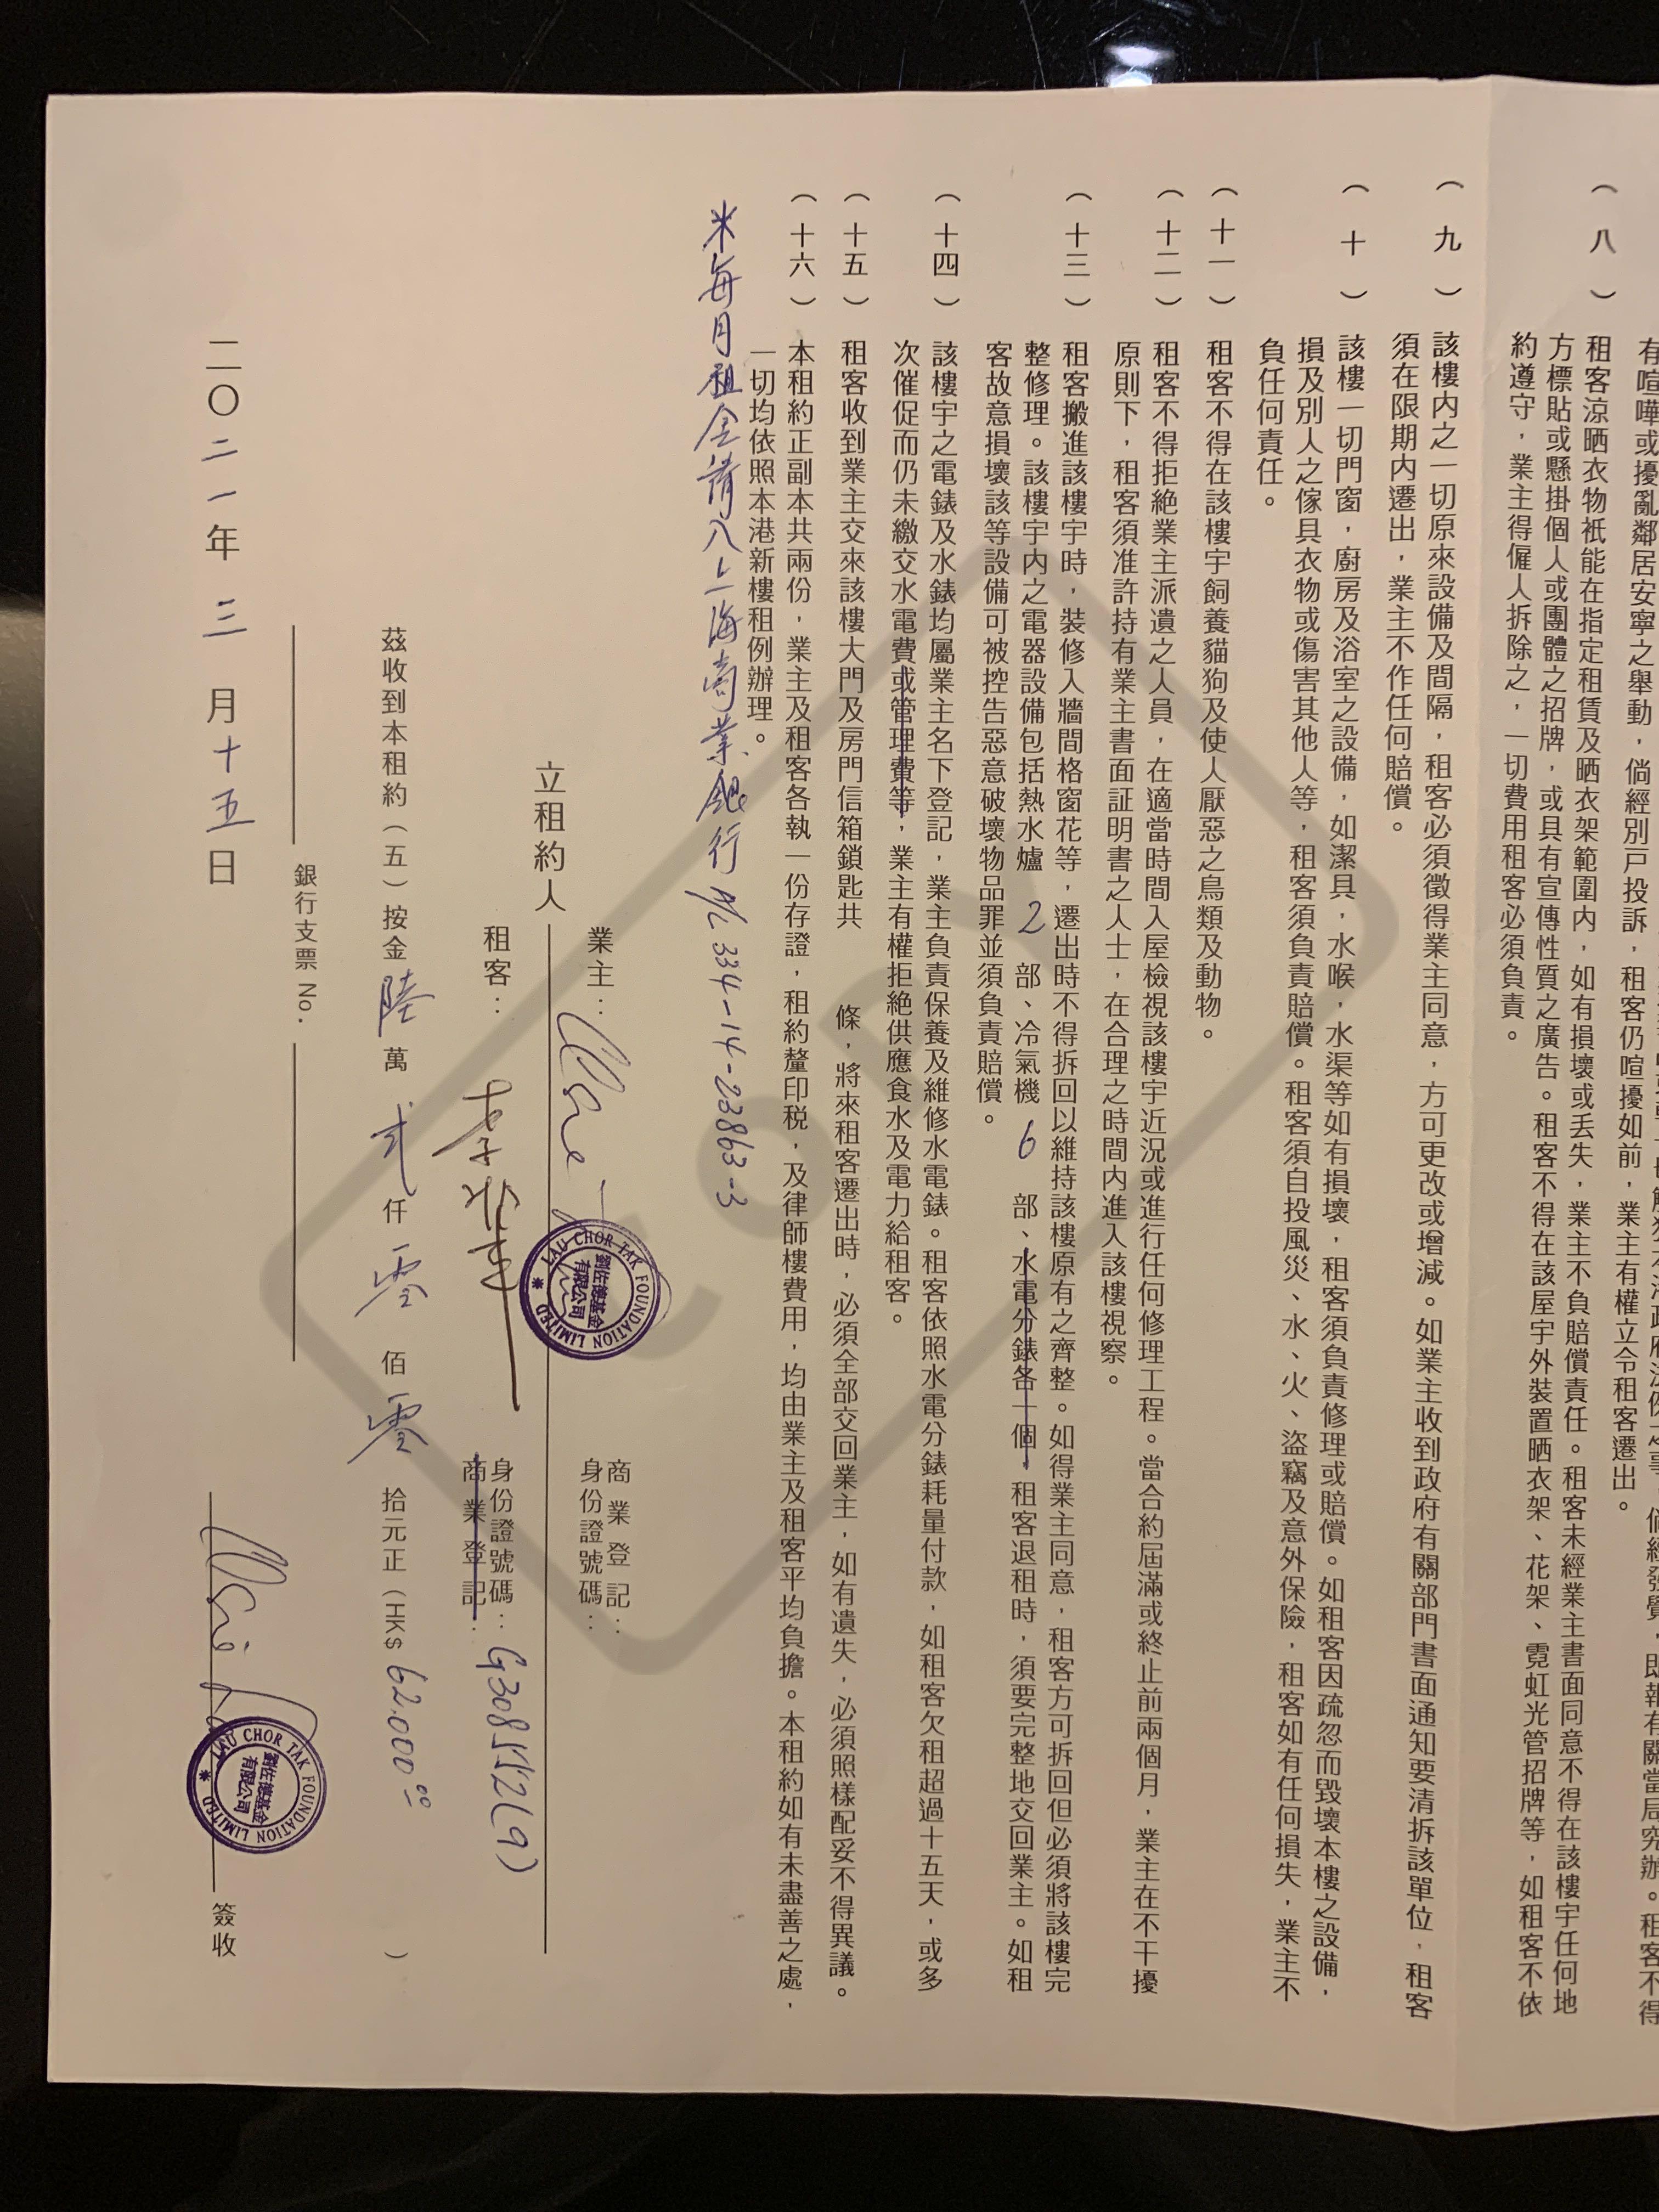 有喧嘩或擾亂鄰居安寧之舉動，倘經別戶投訴，租客仍喧擾如前，業主有權立令租客遷出。
（八）租客涼晒衣物衹能在指定租賃及晒衣架範圍內，如有損壞或丟失，業主不負賠償責任。租客未經業主書面同意不得在該樓宇任何地
方標貼或懸掛個人或團體之招牌，或具有宣傳性質之廣告。租客不得在該屋宇外裝置晒衣架、花架、霓虹光管招牌等，如租客不依
約遵守，業主得僱人拆除之，一切費用租客必須負責。
（九）該樓內之一切原來設備及間隔，租客必須徵得業主同意，方可更改或增減。如業主收到政府有關部門書面通知要清拆該單位，租客
須在限期內遷出，業主不作任何賠償。
（十）該樓一切門窗，廚房及浴室之設備，如潔具，水喉，水渠等如有損壞，租客須負責修理或賠償。如租客因疏忽而毀壞本樓之設備，
損及別人之傢具衣物或傷害其他人等，租客須負責賠償。租客須自投風災、水、火、盜竊及意外保險，租客如有任何損失，業主不
負任何責任。
（十一）租客不得在該樓宇飼養貓狗及使人厭惡之鳥類及動物。
（十二）租客不得拒絶業主派遺之人員，在適當時間入屋檢視該樓宇近況或進行任何修理工程。當合約屆滿或終止前兩個月，業主在不干擾
原則下，租客須准許持有業主書面証明書之人士，在合理之時間內進入該樓視察。
（十三）租客搬進該樓宇時，裝修入牆間格窗花等，遷出時不得拆回以維持該樓原有之齊整。如得業主同意，租客方可拆回但必須將該樓完
整修理。該樓宇內之電器設備包括熱水爐 2 部、冷氣機 6 部、水電分錶各一個，租客退租時，須要完整地交回業主。如租
客故意損壞該等設備可被控告惡意破壞物品罪並須負責賠償。
（十四）該樓宇之電錶及水錶均屬業主名下登記，業主負責保養及維修水電錶。租客依照水電分錶耗量付款，如租客欠租超過十五天，或多
次催促而仍未繳交水電費或管理費等，業主有權拒絶供應食水及電力給租客。
（十五）租客收到業主交來該樓大門及房門信箱鎖匙共 條，將來租客遷出時，必須全部交回業主，如有遺失，必須照樣配妥不得異議。
（十六）本租約正副本共兩份，業主及租客各執一份存證，租約釐印税，及律師樓費用，均由業主及租客平均負擔。本租約如有未盡善之處，
一切均依照本港新樓租例辦理。
米每月租金請入上海商業銀行 A/C 334-14-23863-3
業主： 商業登記：
身份證號碼：
立租約人
租客： 身份證號碼： G308552(9)
商業登記：
LAU CHOR TAK FOUNDATION LIMITED
劉佐德基金
有限公司
茲收到本租約（五）按金 陸 萬 弍 仟 零 佰 零 拾元正（HK$ 62,000.00 ）
銀行支票 No.
二〇二一年 三 月 十五 日
簽收
LAU CHOR TAK FOUNDATION LIMITED
劉佐德基金
有限公司
COPY